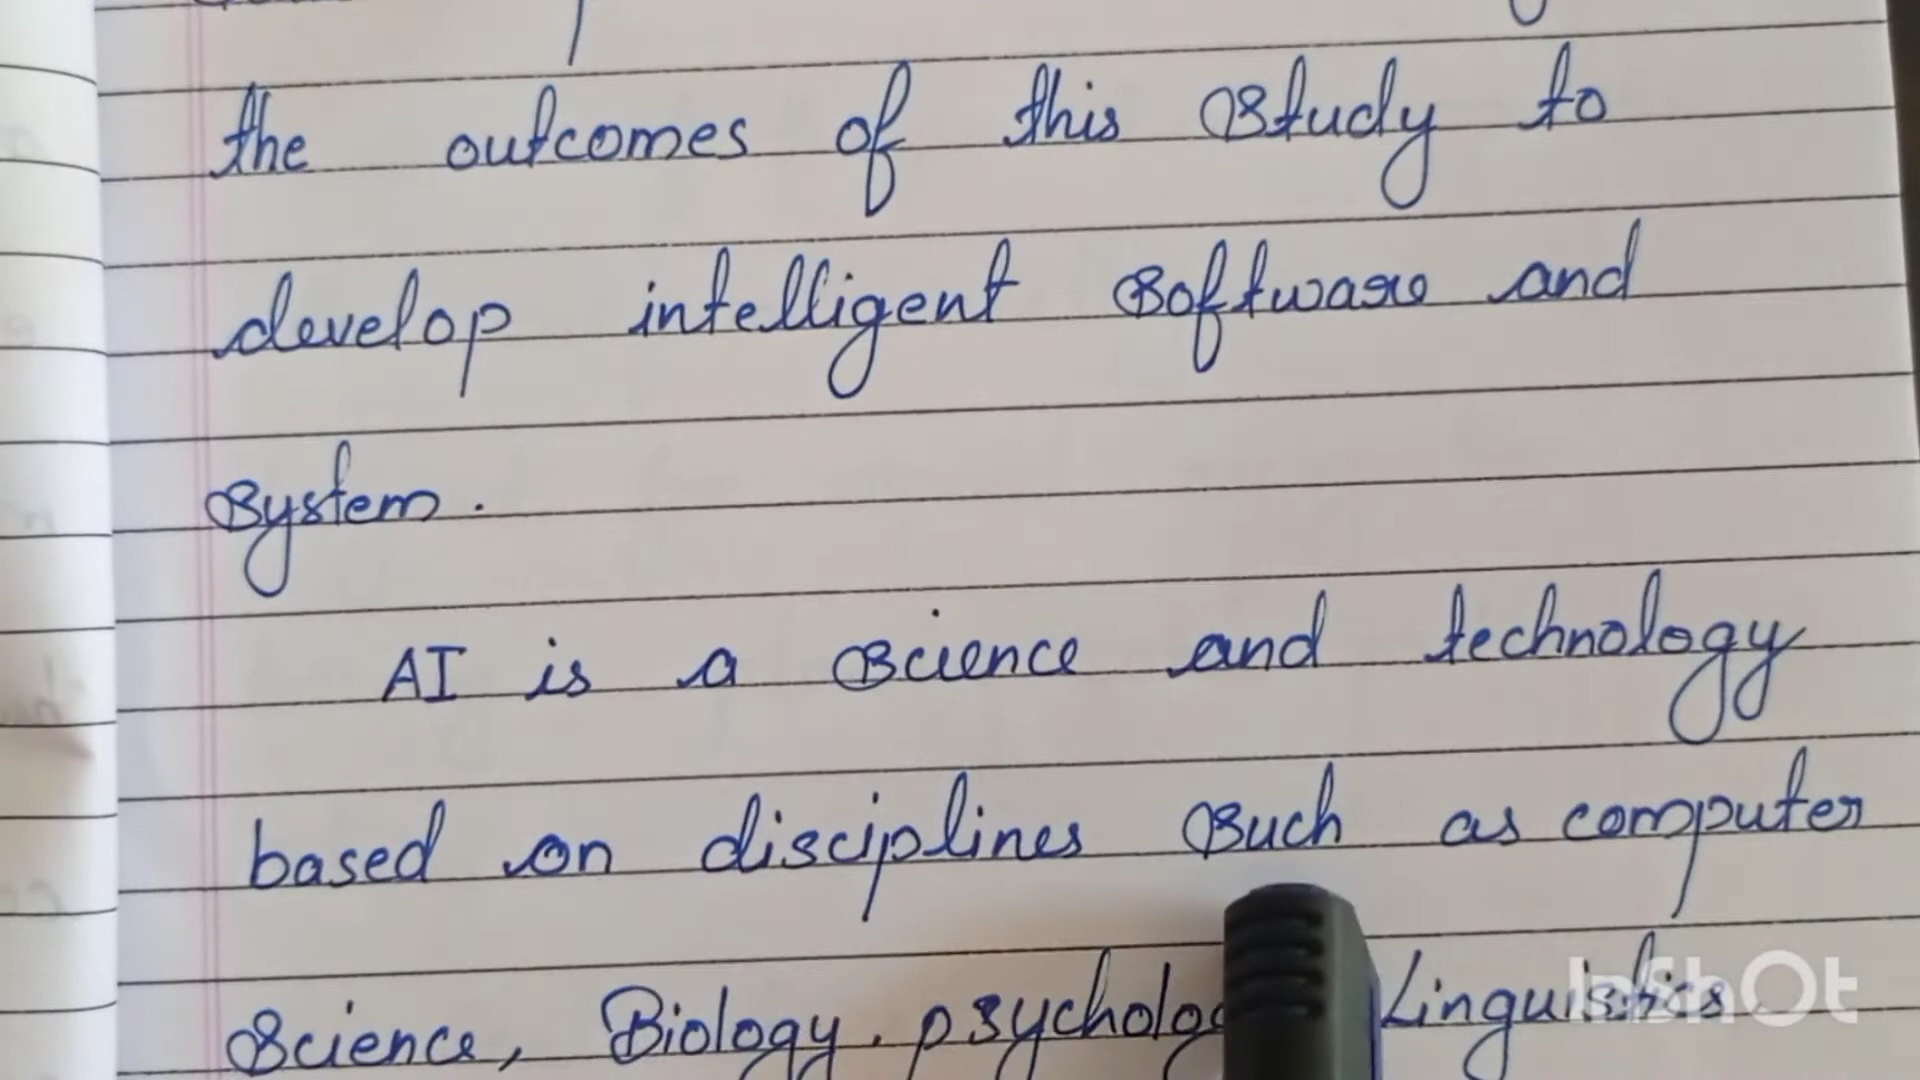 the outcomes of this study to
develop intelligent software and
system.
AI is a science and technology
based on disciplines such as computer
Science, Biology, psycholog Linguistics,
InShOt